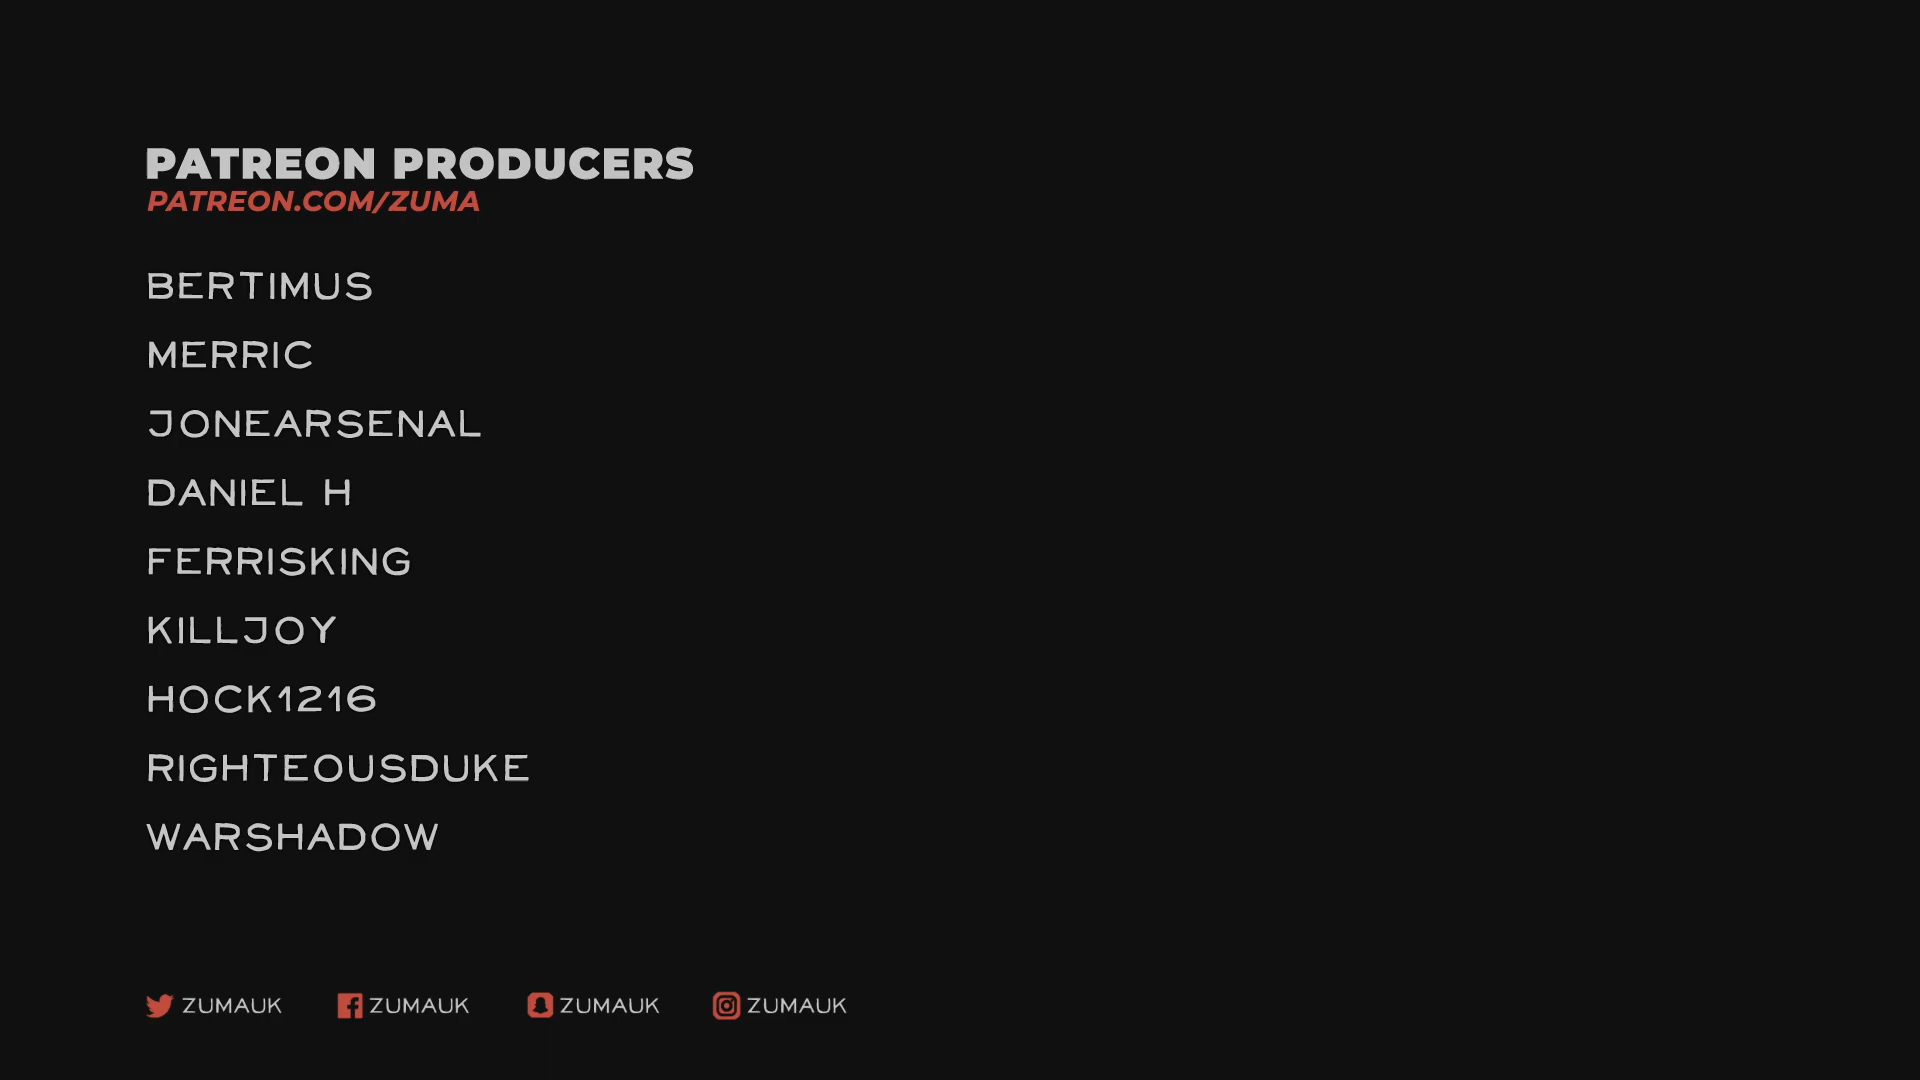 PATREON PRODUCERS
PATREON.COM/ZUMA
BERTIMUS
MERRIC
JONEARSENAL
DANIEL H
FERRISKING
KILLJOY
HOCK1216
RIGHTEOUSDUKE
WARSHADOW
ZUMAUK ZUMAUK ZUMAUK ZUMAUK